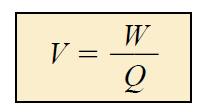 V = W / Q